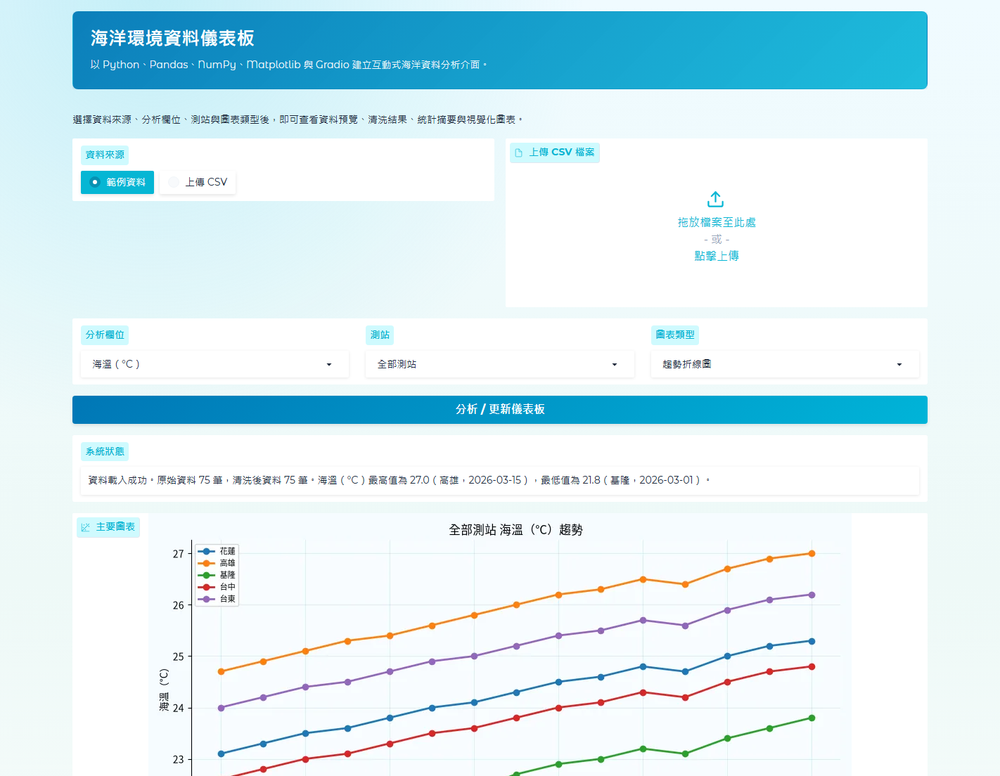 海洋環境資料儀表板
以 Python、Pandas、NumPy、Matplotlib 與 Gradio 建立互動式海洋資料分析介面。
選擇資料來源、分析欄位、測站與圖表類型後，即可查看資料預覽、清洗結果、統計摘要與視覺化圖表。
資料來源
範例資料
上傳 CSV
上傳 CSV 檔案
拖放檔案至此處
- 或 -
點擊上傳
分析欄位
海溫（°C）
測站
全部測站
圖表類型
趨勢折線圖
分析 / 更新儀表板
系統狀態
資料載入成功。原始資料 75 筆，清洗後資料 75 筆。海溫（°C）最高值為 27.0（高雄，2026-03-15），最低值為 21.8（基隆，2026-03-01）。
主要圖表
全部測站 海溫（°C）趨勢
花蓮
高雄
基隆
台中
台東
27
26
25
24
23
海溫（°C）